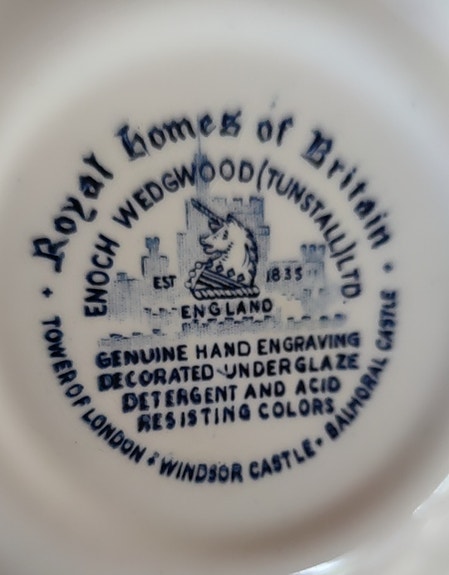 Royal Homes of Britain
ENOCH WEDGWOOD (TUNSTALL) LTD.
EST 1835
ENGLAND
GENUINE HAND ENGRAVING
DECORATED UNDERGLAZE
DETERGENT AND ACID
RESISTING COLORS
TOWER OF LONDON • WINDSOR CASTLE • BALMORAL CASTLE